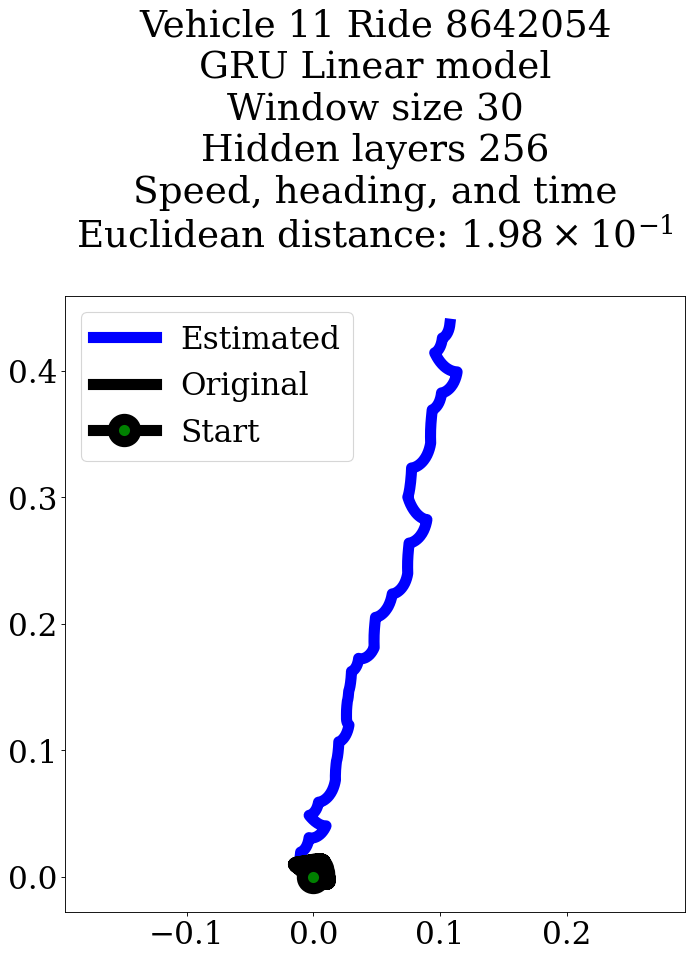 Vehicle 11 Ride 8642054
GRU Linear model
Window size 30
Hidden layers 256
Speed, heading, and time
Euclidean distance: 1.98 × 10⁻¹
Estimated
Original
Start
0.4
0.3
0.2
0.1
0.0
−0.1 0.0 0.1 0.2